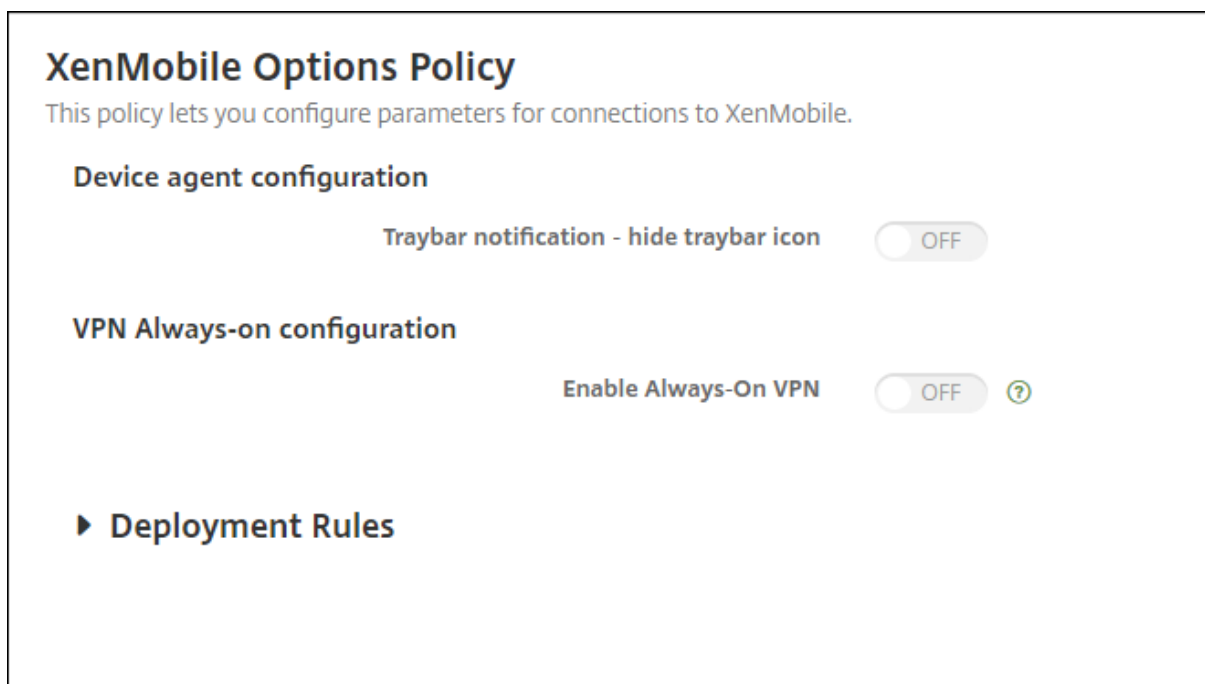 XenMobile Options Policy
This policy lets you configure parameters for connections to XenMobile.
Device agent configuration
Traybar notification - hide traybar icon OFF
VPN Always-on configuration
Enable Always-On VPN OFF ?
Deployment Rules